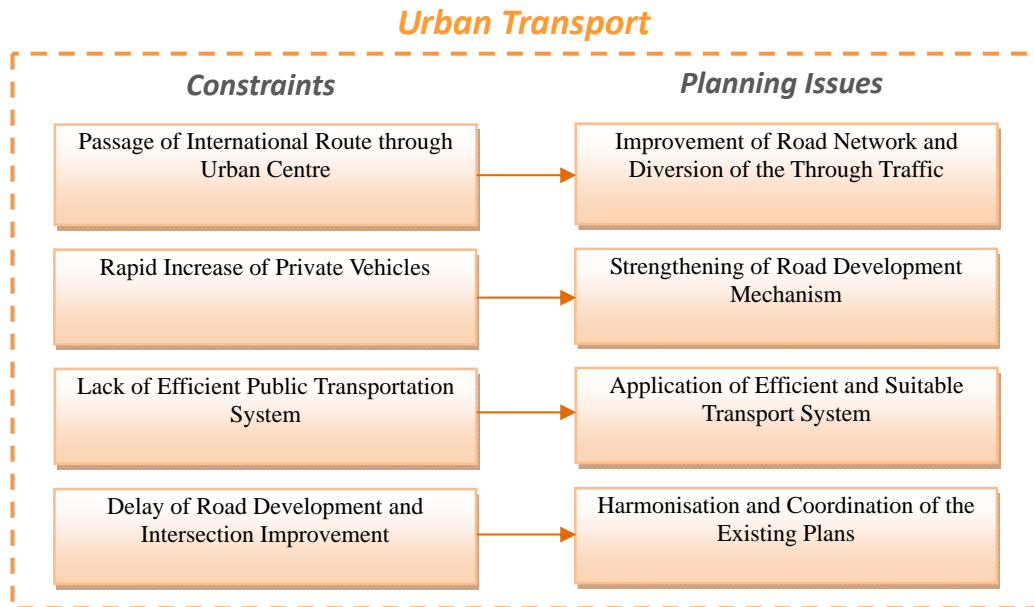 Urban Transport
Constraints
Planning Issues
Passage of International Route through
Urban Centre
Improvement of Road Network and
Diversion of the Through Traffic
Rapid Increase of Private Vehicles
Strengthening of Road Development
Mechanism
Lack of Efficient Public Transportation
System
Application of Efficient and Suitable
Transport System
Delay of Road Development and
Intersection Improvement
Harmonisation and Coordination of the
Existing Plans